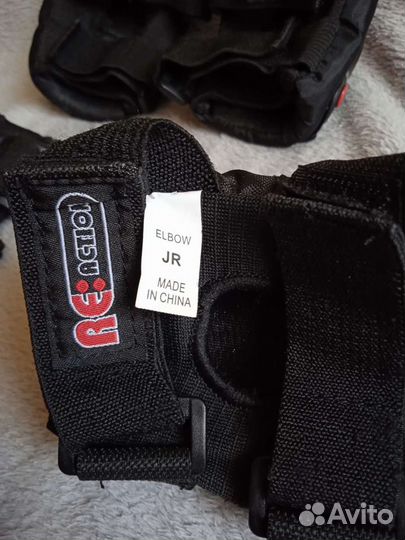 RE:ACTION
ELBOW
JR
MADE
IN CHINA
Avito